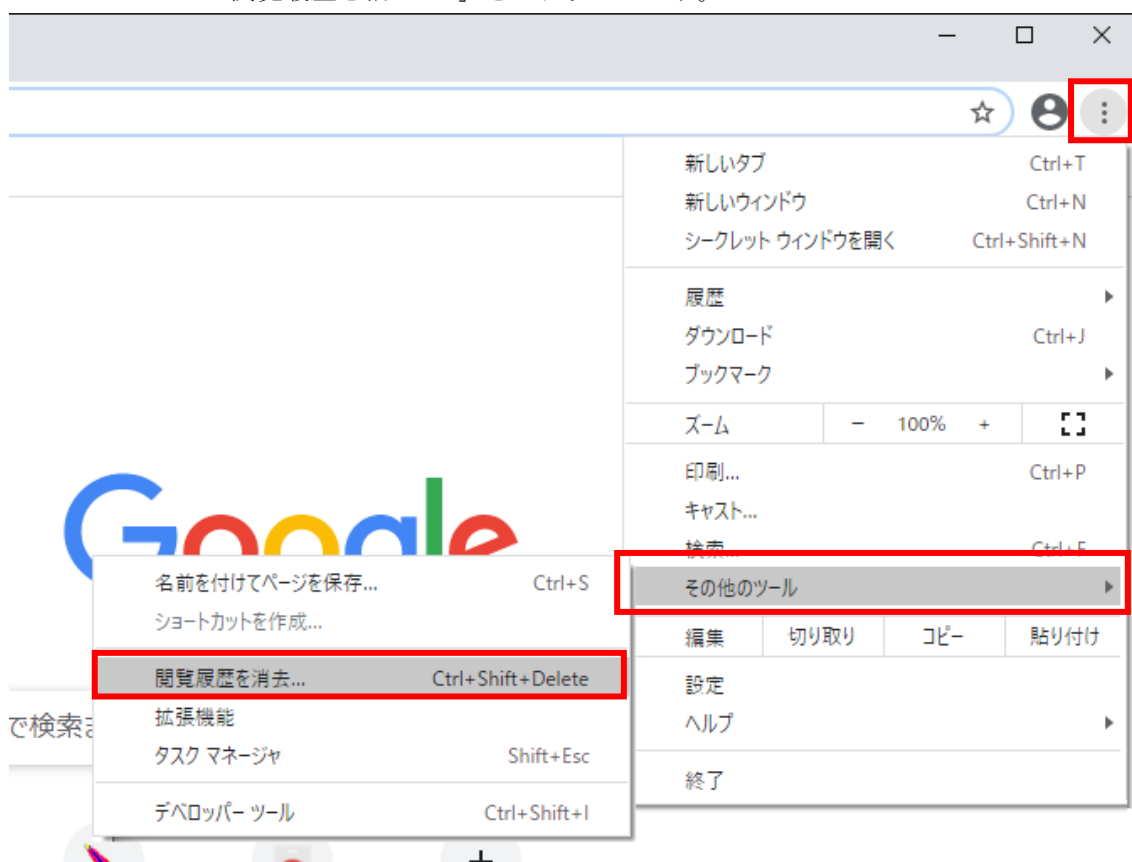 新しいタブ Ctrl+T
新しいウィンドウ Ctrl+N
シークレット ウィンドウを開く Ctrl+Shift+N
履歴
ダウンロード Ctrl+J
ブックマーク
ズーム - 100% +
印刷... Ctrl+P
キャスト...
検索... Ctrl+F
その他のツール
編集 切り取り コピー 貼り付け
設定
ヘルプ
終了
Google
名前を付けてページを保存... Ctrl+S
ショートカットを作成...
閲覧履歴を消去... Ctrl+Shift+Delete
拡張機能
タスク マネージャ Shift+Esc
デベロッパー ツール Ctrl+Shift+I
で検索